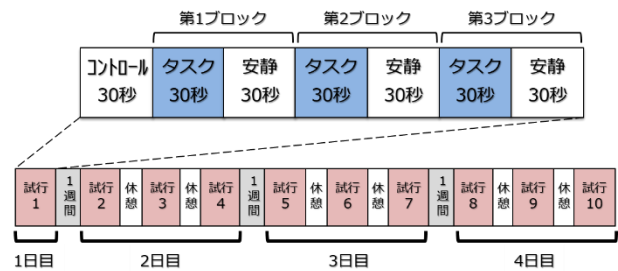 第1ブロック 第2ブロック 第3ブロック
コントロール タスク 安静 タスク 安静 タスク 安静
30秒 30秒 30秒 30秒 30秒 30秒 30秒
試行1 1週間 試行2 休憩 試行3 休憩 試行4 1週間 試行5 休憩 試行6 休憩 試行7 1週間 試行8 休憩 試行9 休憩 試行10
1日目 2日目 3日目 4日目